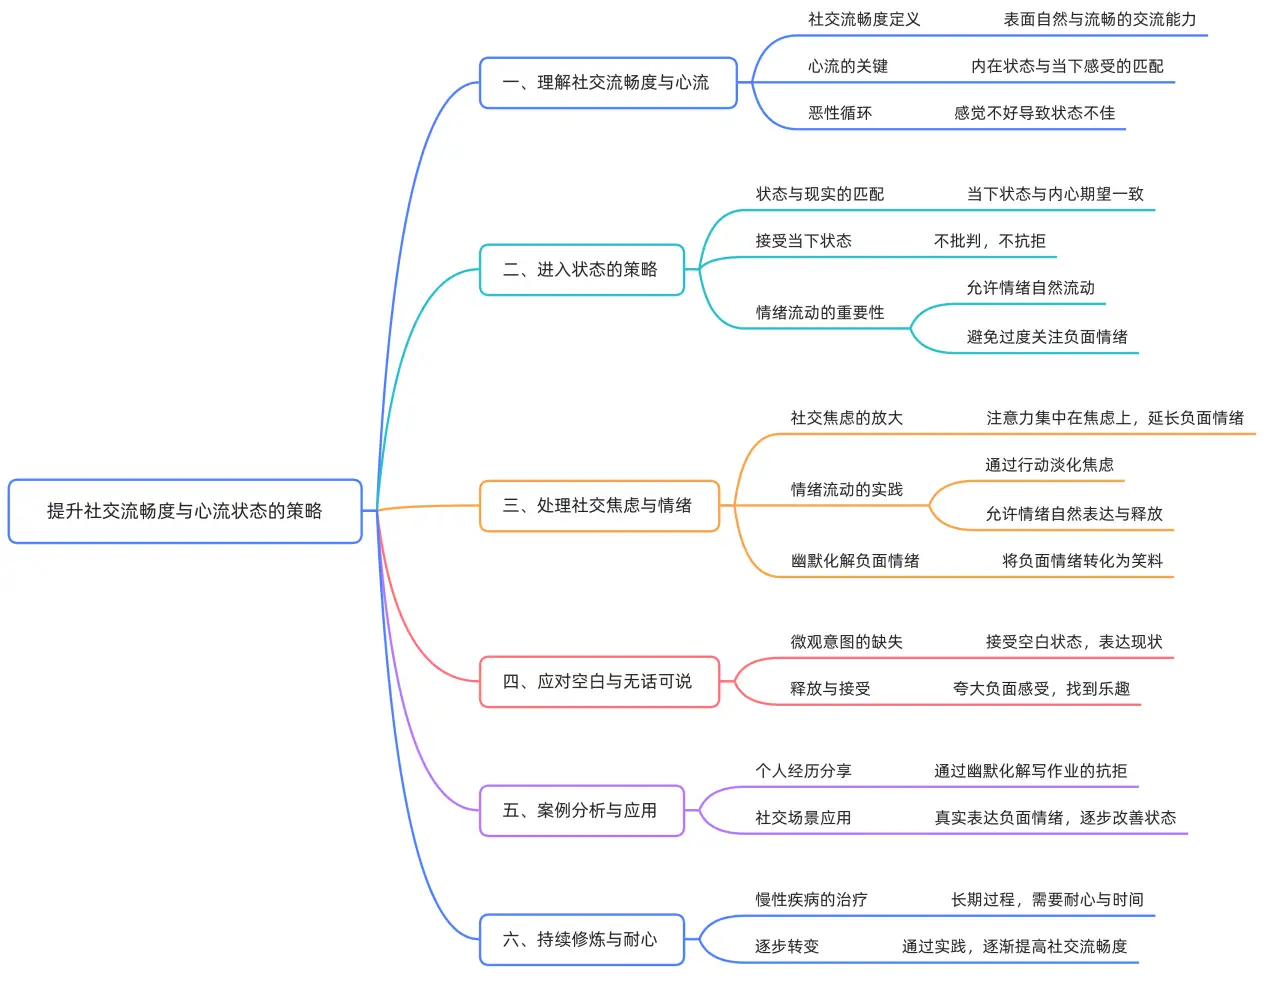 提升社交流畅度与心流状态的策略
一、理解社交流畅度与心流
社交流畅度定义
表面自然与流畅的交流能力
心流的关键
内在状态与当下感受的匹配
恶性循环
感觉不好导致状态不佳
二、进入状态的策略
状态与现实的匹配
当下状态与内心期望一致
接受当下状态
不批判，不抗拒
情绪流动的重要性
允许情绪自然流动
避免过度关注负面情绪
三、处理社交焦虑与情绪
社交焦虑的放大
注意力集中在焦虑上，延长负面情绪
情绪流动的实践
通过行动淡化焦虑
允许情绪自然表达与释放
幽默化解负面情绪
将负面情绪转化为笑料
四、应对空白与无话可说
微观意图的缺失
接受空白状态，表达现状
释放与接受
夸大负面感受，找到乐趣
五、案例分析与应用
个人经历分享
通过幽默化解写作业的抗拒
社交场景应用
真实表达负面情绪，逐步改善状态
六、持续修炼与耐心
慢性疾病的治疗
长期过程，需要耐心与时间
逐步转变
通过实践，逐渐提高社交流畅度